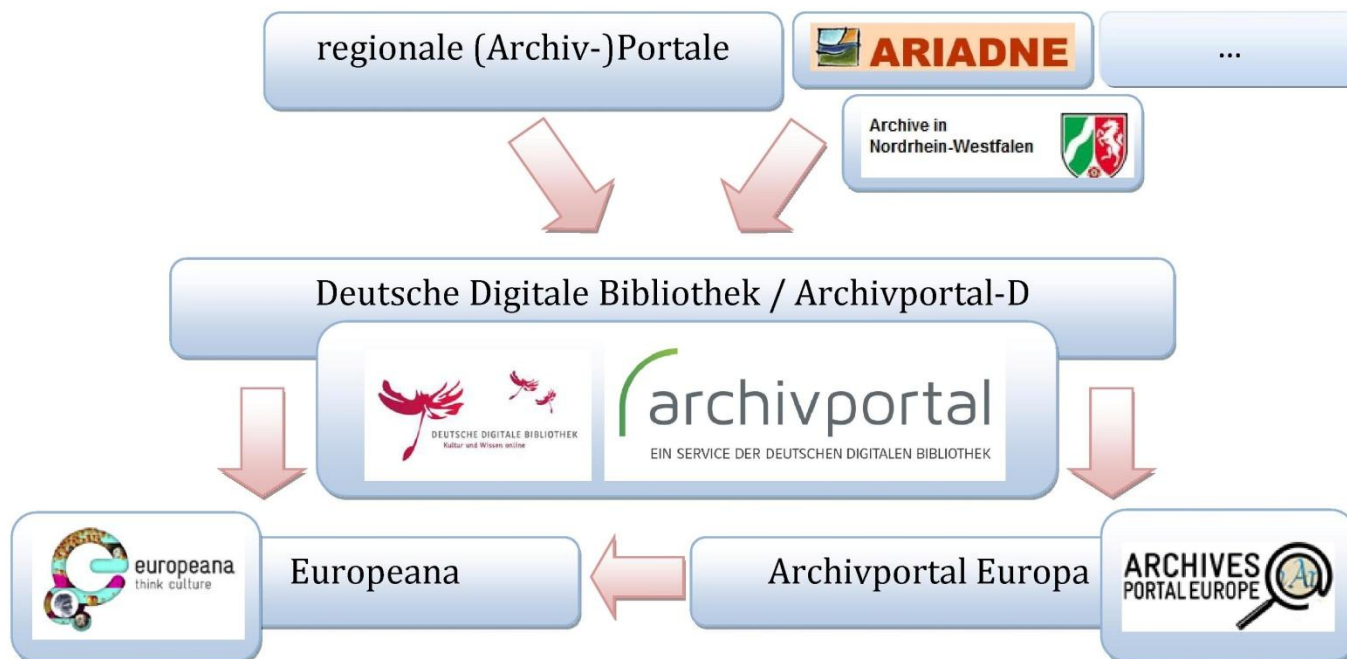 regionale (Archiv-)Portale
ARIADNE
...
Archive in
Nordrhein-Westfalen
Deutsche Digitale Bibliothek / Archivportal-D
DEUTSCHE DIGITALE BIBLIOTHEK
Kultur und Wissen online
archivportal
EIN SERVICE DER DEUTSCHEN DIGITALEN BIBLIOTHEK
europeana
think culture
Europeana
Archivportal Europa
ARCHIVES
PORTAL EUROPE